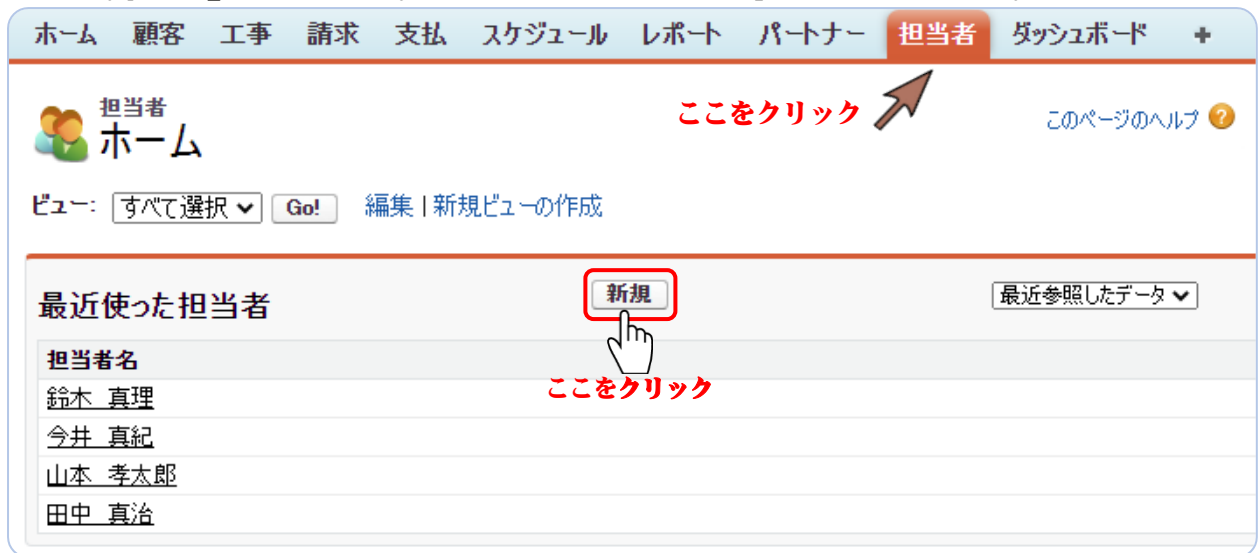 ホーム 顧客 工事 請求 支払 スケジュール レポート パートナー 担当者 ダッシュボード +
担当者
ホーム
ここをクリック
このページのヘルプ ?
ビュー: すべて選択 Go! 編集 | 新規ビューの作成
最近使った担当者
新規
最近参照したデータ
担当者名
ここをクリック
鈴木 真理
今井 真紀
山本 孝太郎
田中 真治